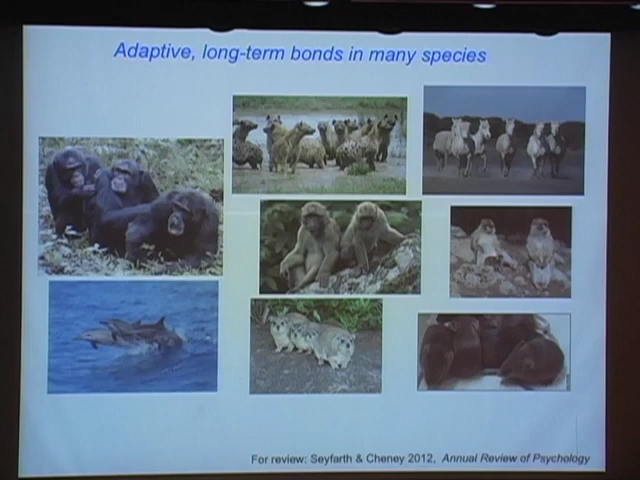 Adaptive, long-term bonds in many species
For review: Seyfarth & Cheney 2012, Annual Review of Psychology